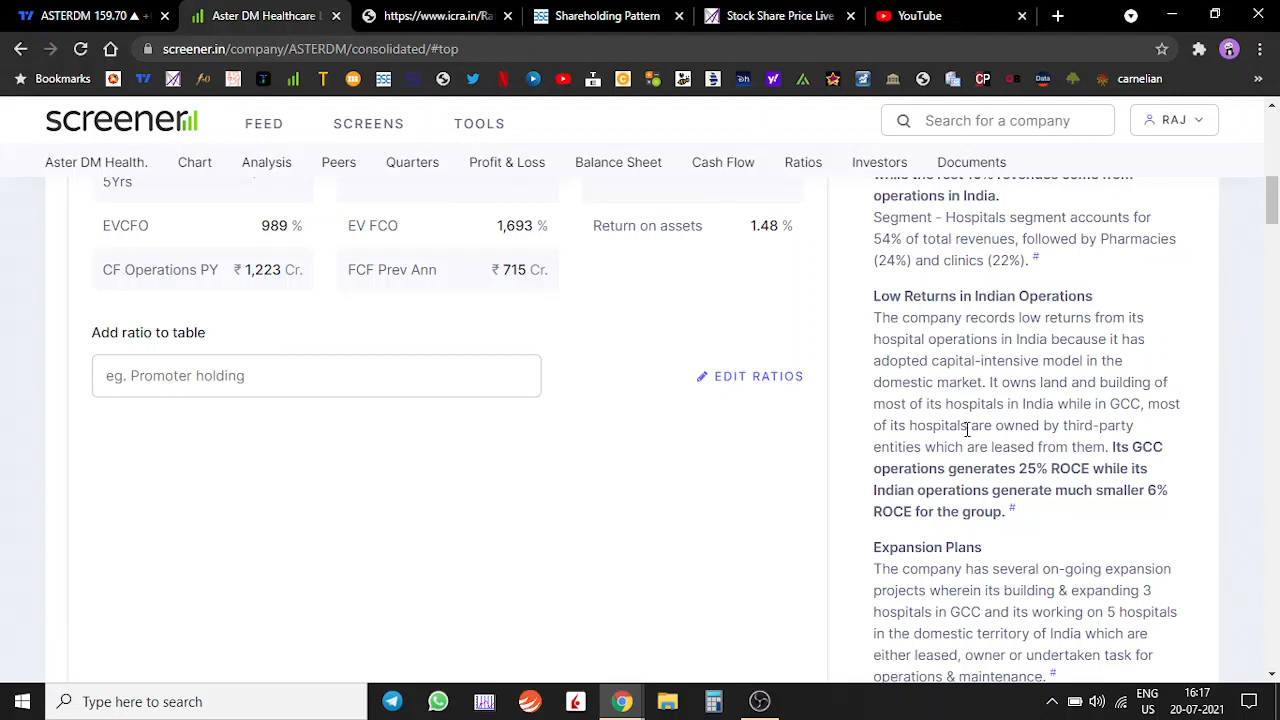 ASTERDM 159.70 ▲ +
Aster DM Healthcare L
https://www.icra.in/Ra
Shareholding Pattern
Stock Share Price Live
YouTube
screener.in/company/ASTERDM/consolidated/#top
Bookmarks
carnelian
screener
FEED
SCREENS
TOOLS
Search for a company
RAJ
Aster DM Health.
Chart
Analysis
Peers
Quarters
Profit & Loss
Balance Sheet
Cash Flow
Ratios
Investors
Documents
5Yrs
EVCFO 989 %
EV FCO 1,693 %
Return on assets 1.48 %
CF Operations PY ₹ 1,223 Cr.
FCF Prev Ann ₹ 715 Cr.
Add ratio to table
eg. Promoter holding
EDIT RATIOS
operations in India.
Segment - Hospitals segment accounts for
54% of total revenues, followed by Pharmacies
(24%) and clinics (22%). #
Low Returns in Indian Operations
The company records low returns from its
hospital operations in India because it has
adopted capital-intensive model in the
domestic market. It owns land and building of
most of its hospitals in India while in GCC, most
of its hospitals are owned by third-party
entities which are leased from them. Its GCC
operations generates 25% ROCE while its
Indian operations generate much smaller 6%
ROCE for the group. #
Expansion Plans
The company has several on-going expansion
projects wherein its building & expanding 3
hospitals in GCC and its working on 5 hospitals
in the domestic territory of India which are
either leased, owner or undertaken task for
operations & maintenance. #
Type here to search
ENG
US
16:17
20-07-2021